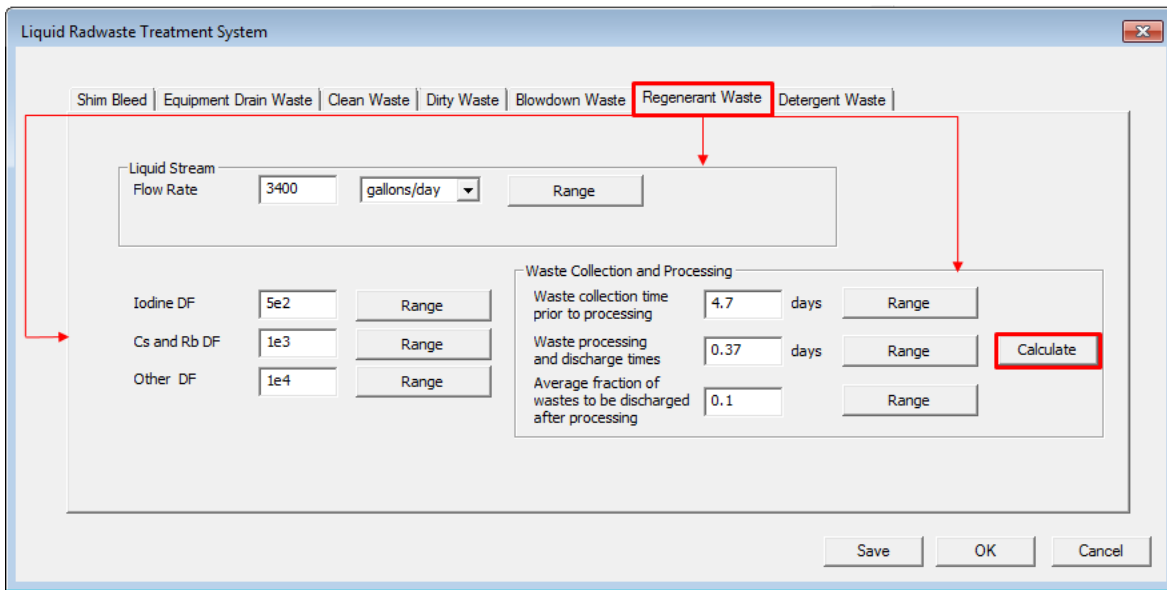 Liquid Radwaste Treatment System
Shim Bleed Equipment Drain Waste Clean Waste Dirty Waste Blowdown Waste Regenerant Waste Detergent Waste
Liquid Stream
Flow Rate 3400 gallons/day Range
Iodine DF 5e2 Range
Cs and Rb DF 1e3 Range
Other DF 1e4 Range
Waste Collection and Processing
Waste collection time
prior to processing 4.7 days Range
Waste processing
and discharge times 0.37 days Range Calculate
Average fraction of
wastes to be discharged
after processing 0.1 Range
Save OK Cancel